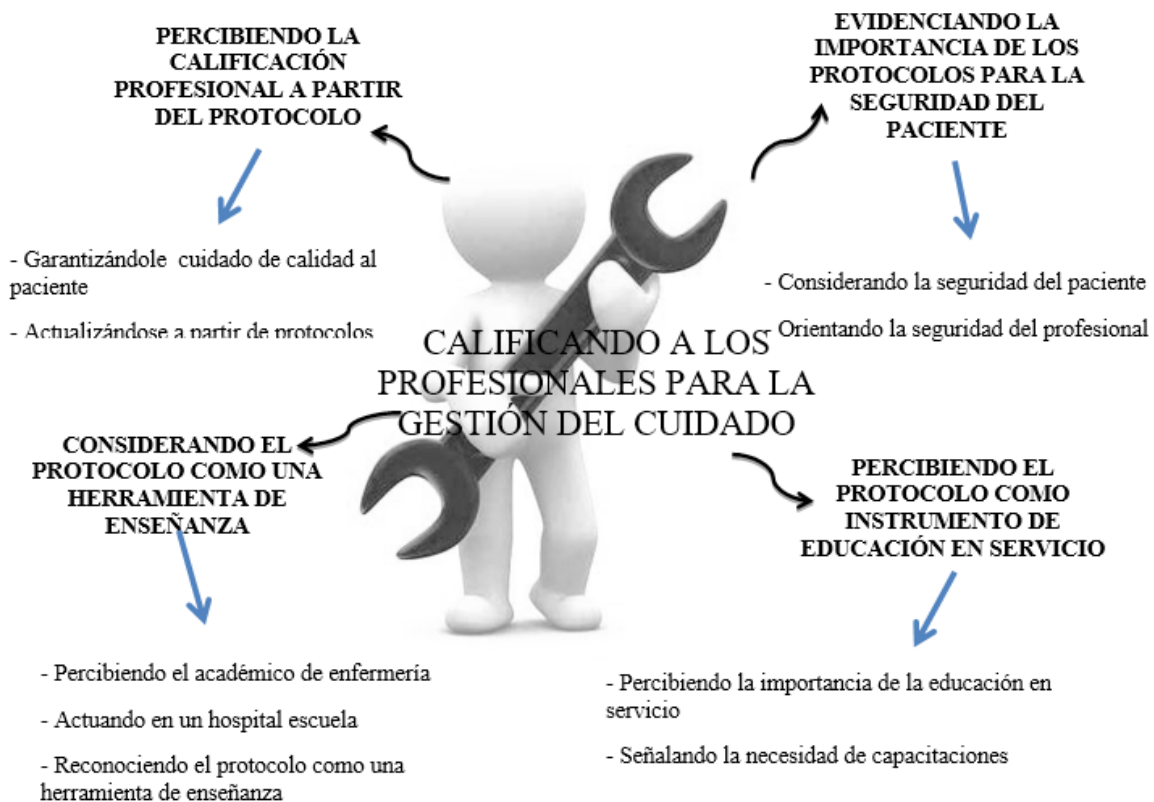 PERCIBIENDO LA
CALIFICACIÓN
PROFESIONAL A PARTIR
DEL PROTOCOLO
- Garantizándole cuidado de calidad al
paciente
- Actualizándose a partir de protocolos
EVIDENCIANDO LA
IMPORTANCIA DE LOS
PROTOCOLOS PARA LA
SEGURIDAD DEL
PACIENTE
- Considerando la seguridad del paciente
- Orientando la seguridad del profesional
CALIFICANDO A LOS
PROFESIONALES PARA LA
GESTIÓN DEL CUIDADO
CONSIDERANDO EL
PROTOCOLO COMO UNA
HERRAMIENTA DE
ENSEÑANZA
- Percibiendo el académico de enfermería
- Actuando en un hospital escuela
- Reconociendo el protocolo como una
herramienta de enseñanza
PERCIBIENDO EL
PROTOCOLO COMO
INSTRUMENTO DE
EDUCACIÓN EN SERVICIO
- Percibiendo la importancia de la educación en
servicio
- Señalando la necesidad de capacitaciones